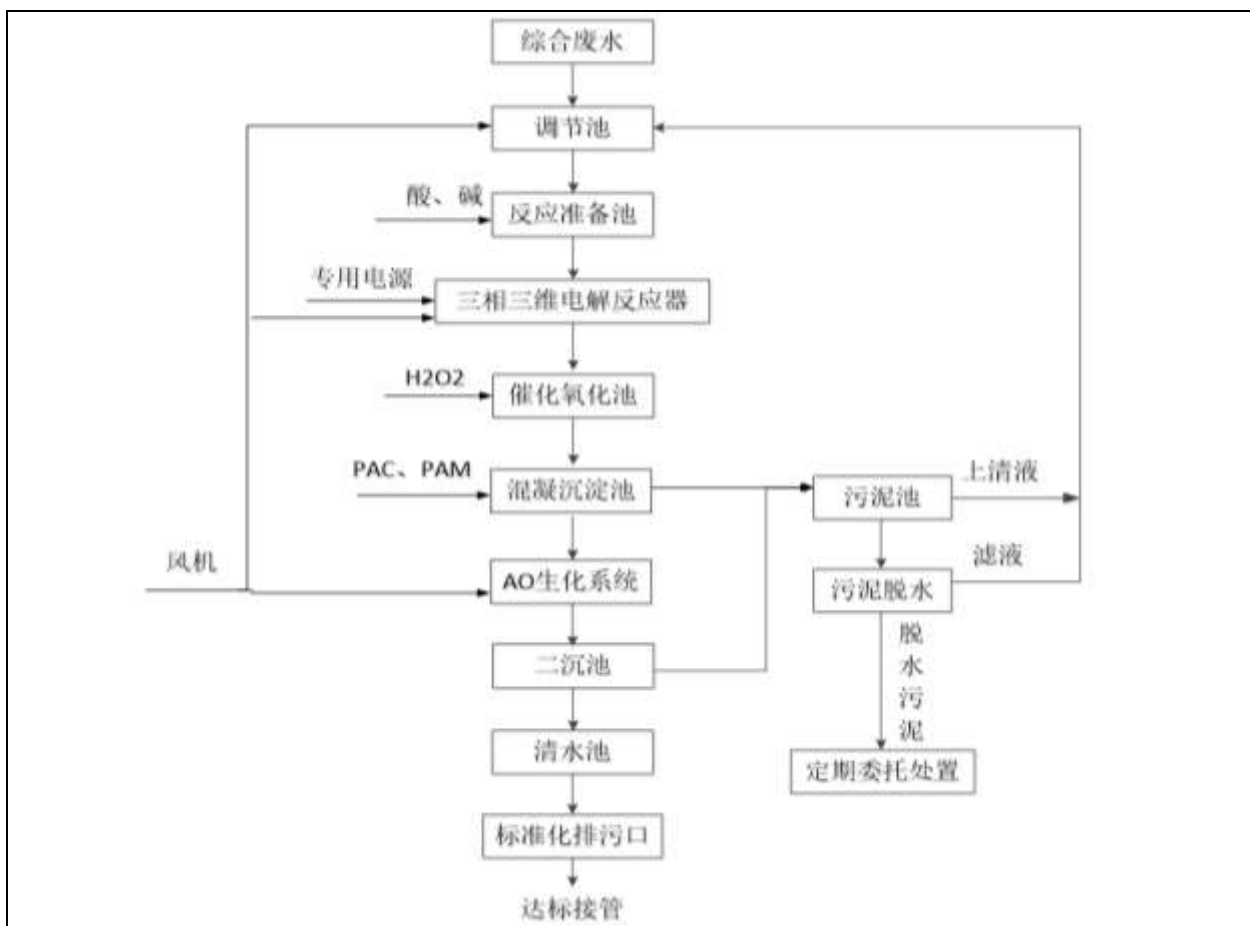 综合废水
调节池
酸、碱
反应准备池
专用电源
三相三维电解反应器
H2O2
催化氧化池
PAC、PAM
混凝沉淀池
污泥池
上清液
风机
AO生化系统
污泥脱水
滤液
二沉池
脱水污泥
清水池
定期委托处置
标准化排污口
达标接管